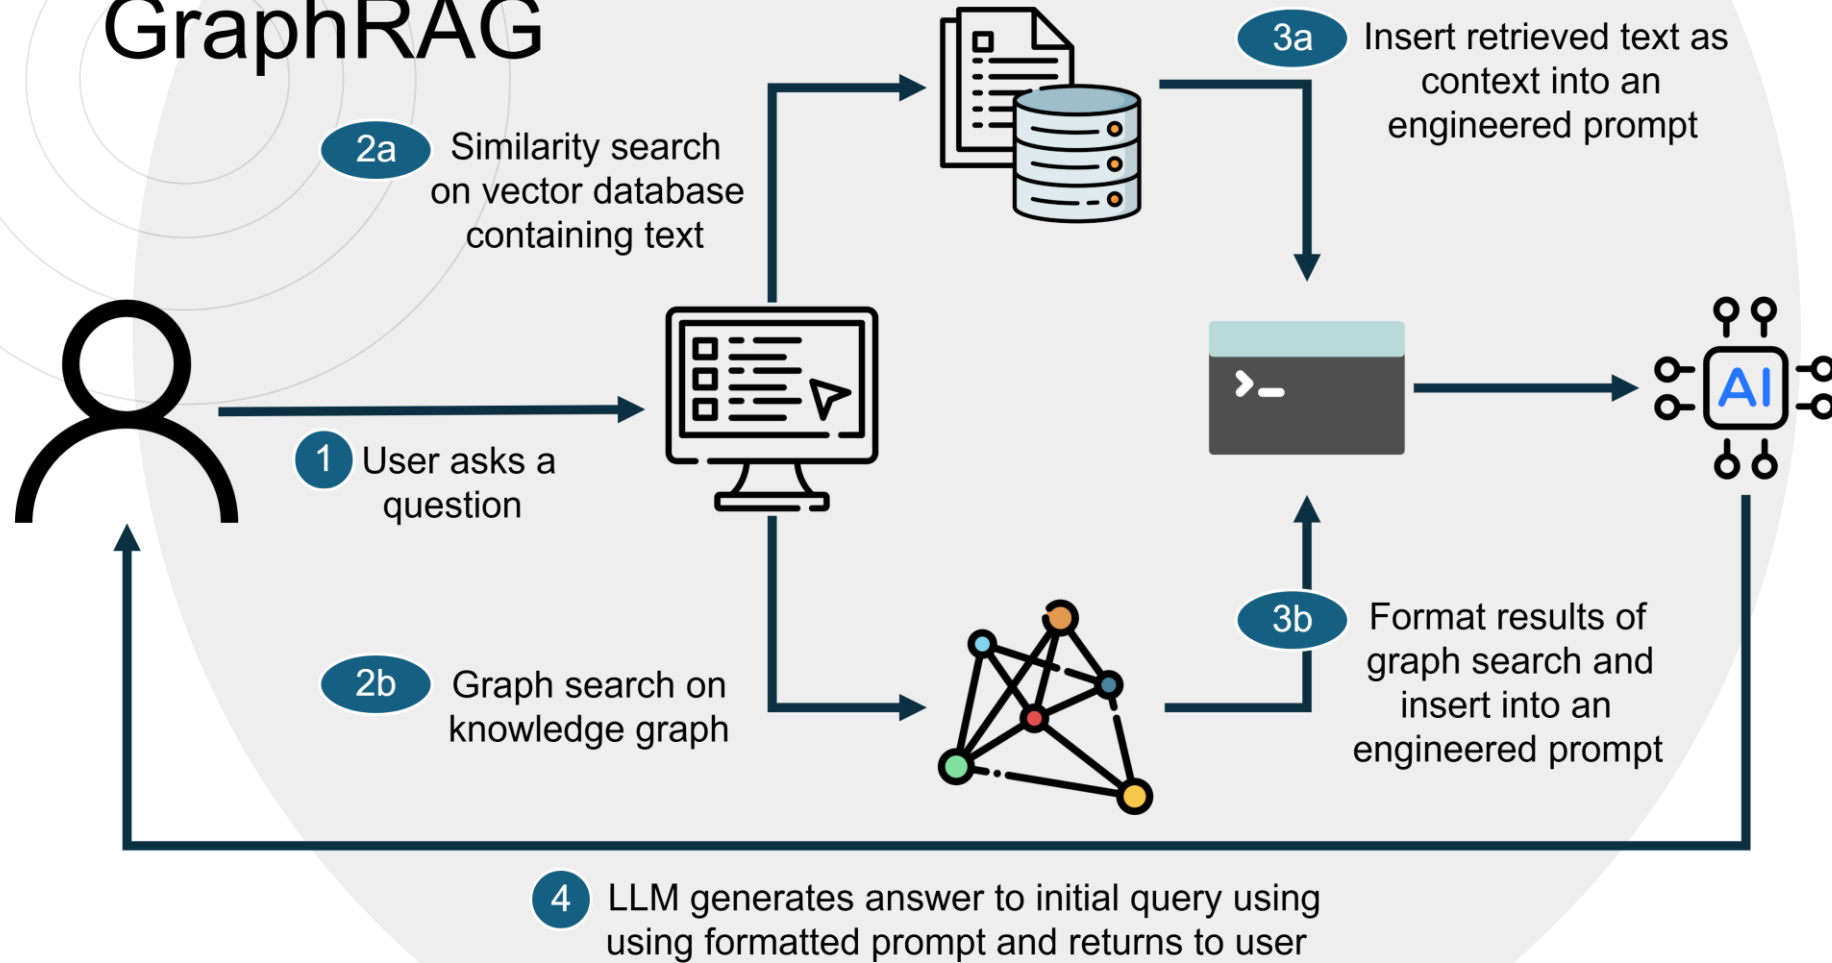 GraphRAG
3a
Insert retrieved text as
context into an
engineered prompt
2a
Similarity search
on vector database
containing text
AI
1
User asks a
question
2b
Graph search on
knowledge graph
3b
Format results of
graph search and
insert into an
engineered prompt
4
LLM generates answer to initial query using
using formatted prompt and returns to user